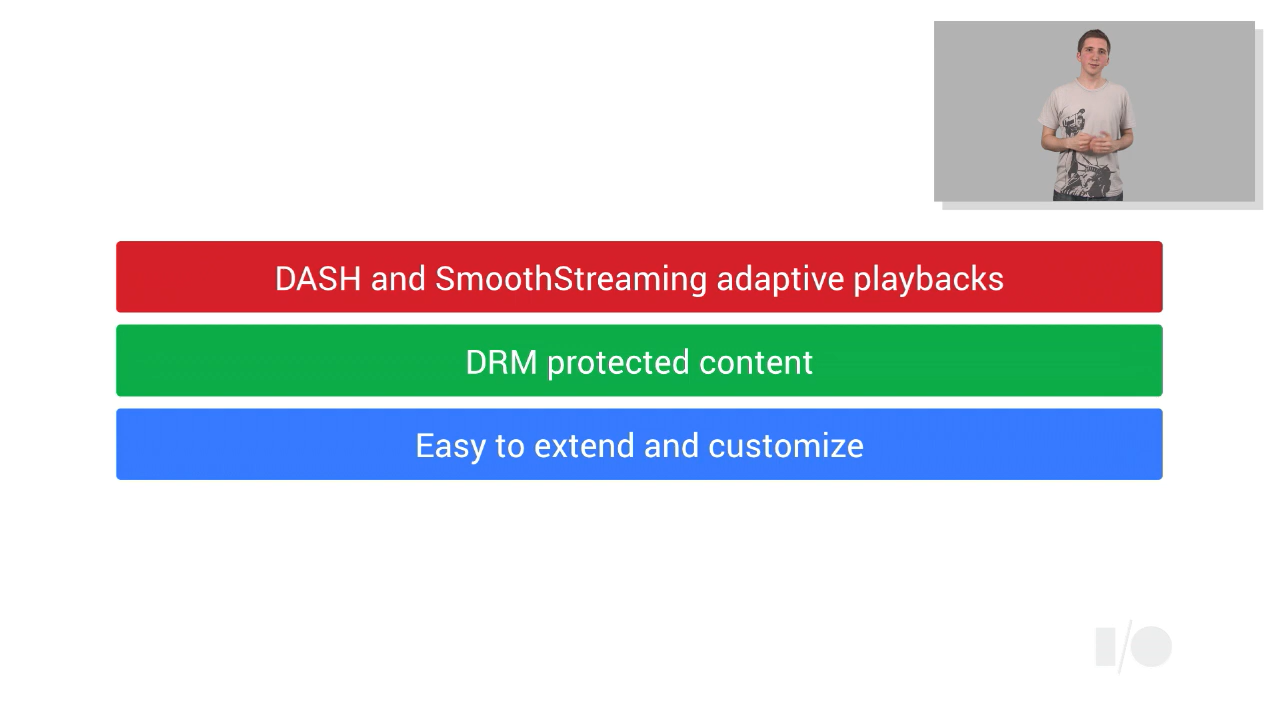 DASH and SmoothStreaming adaptive playbacks
DRM protected content
Easy to extend and customize
I/O